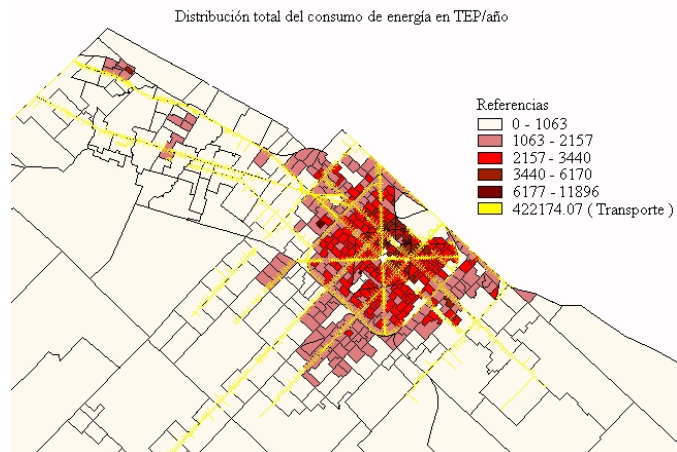 Distribución total del consumo de energía en TEP/año
Referencias
0 - 1063
1063 - 2157
2157 - 3440
3440 - 6170
6177 - 11896
422174.07 ( Transporte )